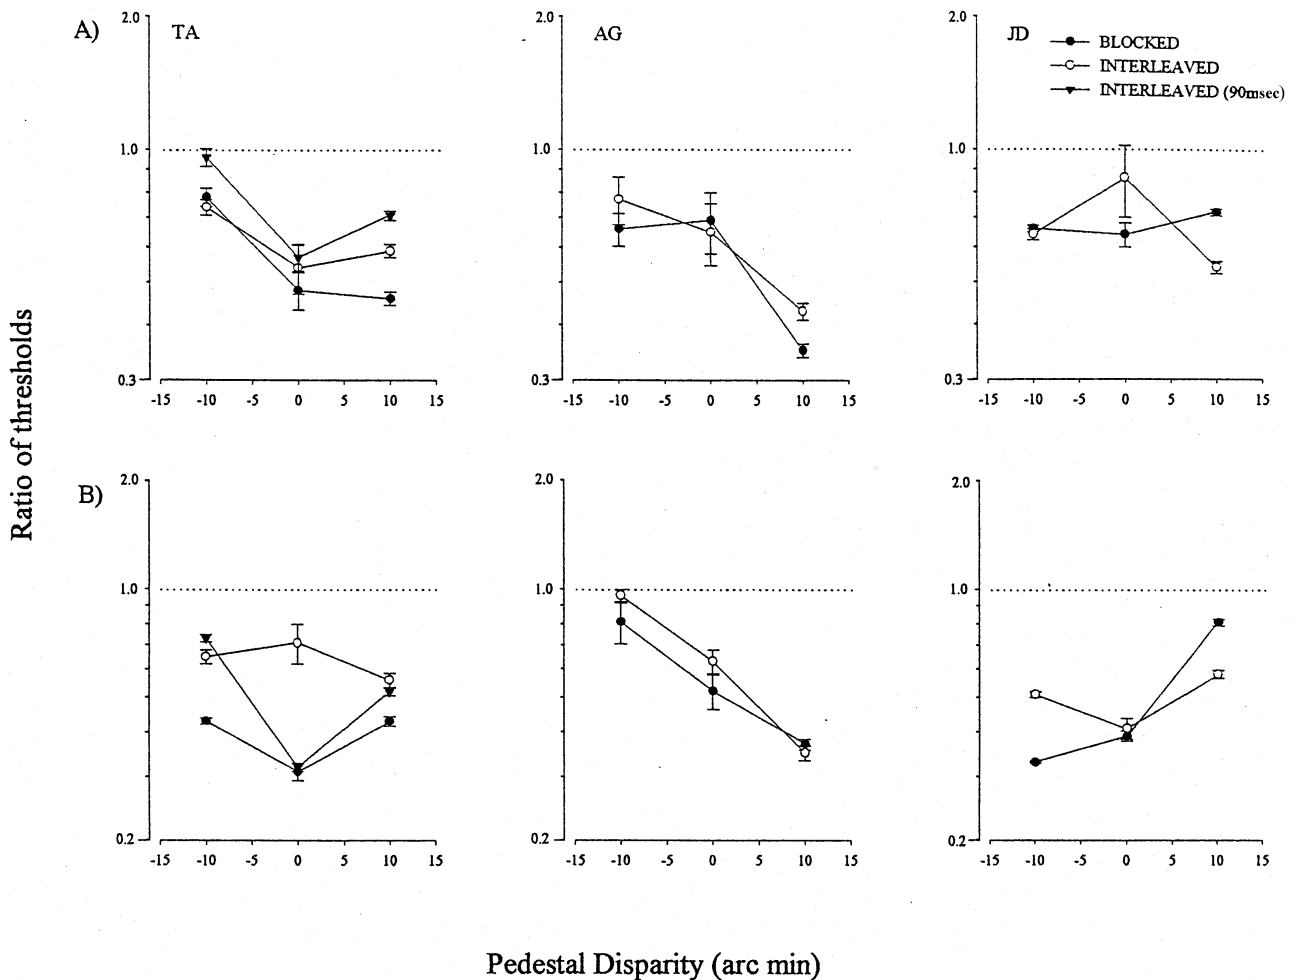 A)
TA
2.0
1.0
0.3
-15 -10 -5 0 5 10 15
AG
2.0
1.0
0.3
-15 -10 -5 0 5 10 15
JD
BLOCKED
INTERLEAVED
INTERLEAVED (90msec)
2.0
1.0
0.3
-15 -10 -5 0 5 10 15
Ratio of thresholds
B)
2.0
1.0
0.2
-15 -10 -5 0 5 10 15
2.0
1.0
0.2
-15 -10 -5 0 5 10 15
2.0
1.0
0.2
-15 -10 -5 0 5 10 15
Pedestal Disparity (arc min)